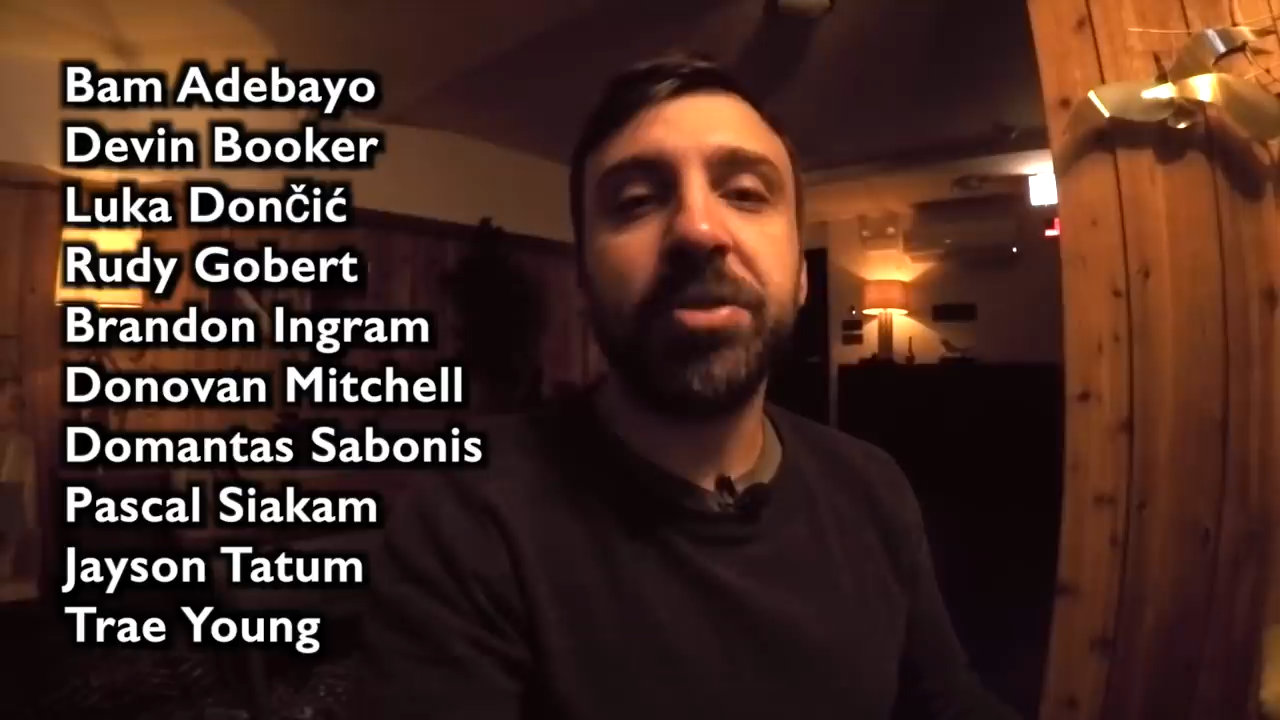 Bam Adebayo
Devin Booker
Luka Dončić
Rudy Gobert
Brandon Ingram
Donovan Mitchell
Domantas Sabonis
Pascal Siakam
Jayson Tatum
Trae Young